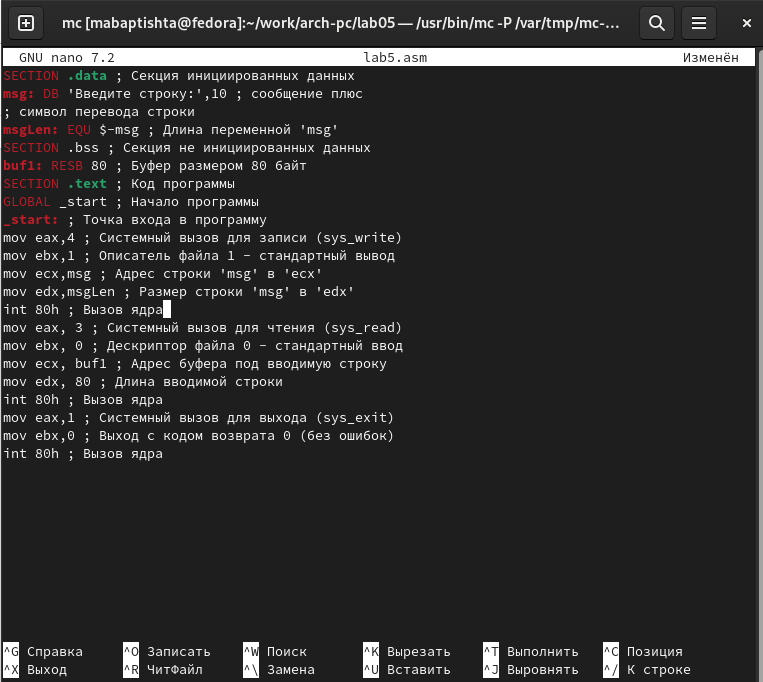 mc [mabaptishta@fedora]:~/work/arch-pc/lab05 — /usr/bin/mc -P /var/tmp/mc-…
GNU nano 7.2 lab5.asm Изменён
SECTION .data ; Секция инициированных данных
msg: DB 'Введите строку:',10 ; сообщение плюс
; символ перевода строки
msgLen: EQU $-msg ; Длина переменной 'msg'
SECTION .bss ; Секция не инициированных данных
buf1: RESB 80 ; Буфер размером 80 байт
SECTION .text ; Код программы
GLOBAL _start ; Начало программы
_start: ; Точка входа в программу
mov eax,4 ; Системный вызов для записи (sys_write)
mov ebx,1 ; Описатель файла 1 - стандартный вывод
mov ecx,msg ; Адрес строки 'msg' в 'ecx'
mov edx,msgLen ; Размер строки 'msg' в 'edx'
int 80h ; Вызов ядра
mov eax, 3 ; Системный вызов для чтения (sys_read)
mov ebx, 0 ; Дескриптор файла 0 - стандартный ввод
mov ecx, buf1 ; Адрес буфера под вводимую строку
mov edx, 80 ; Длина вводимой строки
int 80h ; Вызов ядра
mov eax,1 ; Системный вызов для выхода (sys_exit)
mov ebx,0 ; Выход с кодом возврата 0 (без ошибок)
int 80h ; Вызов ядра
^G Справка ^O Записать ^W Поиск ^K Вырезать ^T Выполнить ^C Позиция
^X Выход ^R ЧитФайл ^\ Замена ^U Вставить ^J Выровнять ^/ К строке